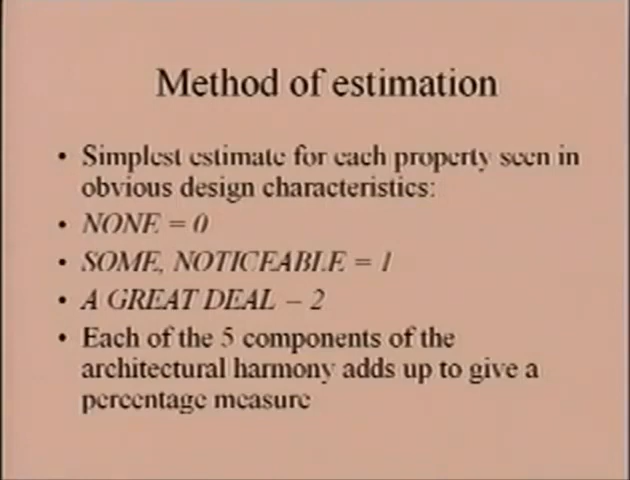 Method of estimation
• Simplest estimate for each property seen in
obvious design characteristics:
• NONE = 0
• SOME, NOTICEABLE = 1
• A GREAT DEAL = 2
• Each of the 5 components of the
architectural harmony adds up to give a
percentage measure